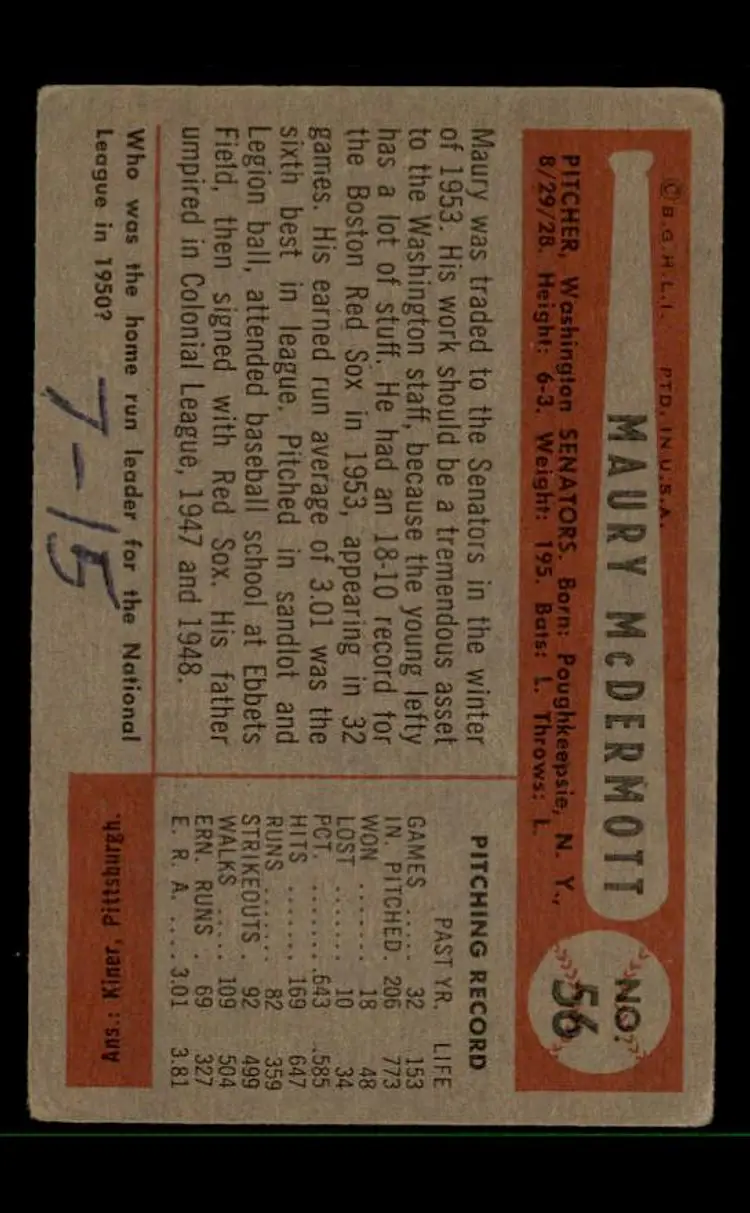 © B.G.H.L.I. PTD. IN U.S.A.
MAURY McDERMOTT
NO. 56
PITCHER, Washington SENATORS. Born: Poughkeepsie, N. Y.,
8/29/28. Height: 6-3. Weight: 195. Bats: L. Throws: L.
Maury was traded to the Senators in the winter
of 1953. His work should be a tremendous asset
to the Washington staff, because the young lefty
has a lot of stuff. He had an 18-10 record for
the Boston Red Sox in 1953, appearing in 32
games. His earned run average of 3.01 was the
sixth best in league. Pitched in sandlot and
Legion ball, attended baseball school at Ebbets
Field, then signed with Red Sox. His father
umpired in Colonial League, 1947 and 1948.
PITCHING RECORD
PAST YR. LIFE
GAMES ..... 32 153
IN. PITCHED. 206 773
WON ....... 18 48
LOST ....... 10 34
PCT. ........ .643 .585
HITS ....... 169 647
RUNS ....... 82 359
STRIKEOUTS . 92 499
WALKS ..... 109 504
ERN. RUNS . 69 327
E. R. A. .... 3.01 3.81
Who was the home run leader for the National
League in 1950?
7-15
Ans.: Kiner, Pittsburgh.